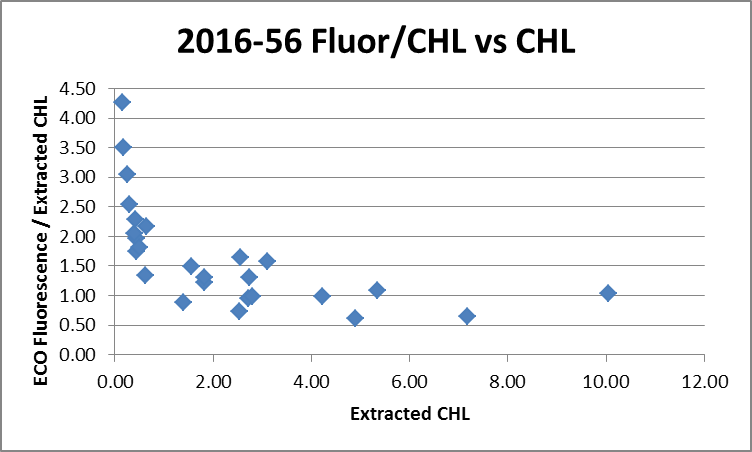 2016-56 Fluor/CHL vs CHL
ECO Fluorescence / Extracted CHL
4.50
4.00
3.50
3.00
2.50
2.00
1.50
1.00
0.50
0.00
0.00 2.00 4.00 6.00 8.00 10.00 12.00
Extracted CHL